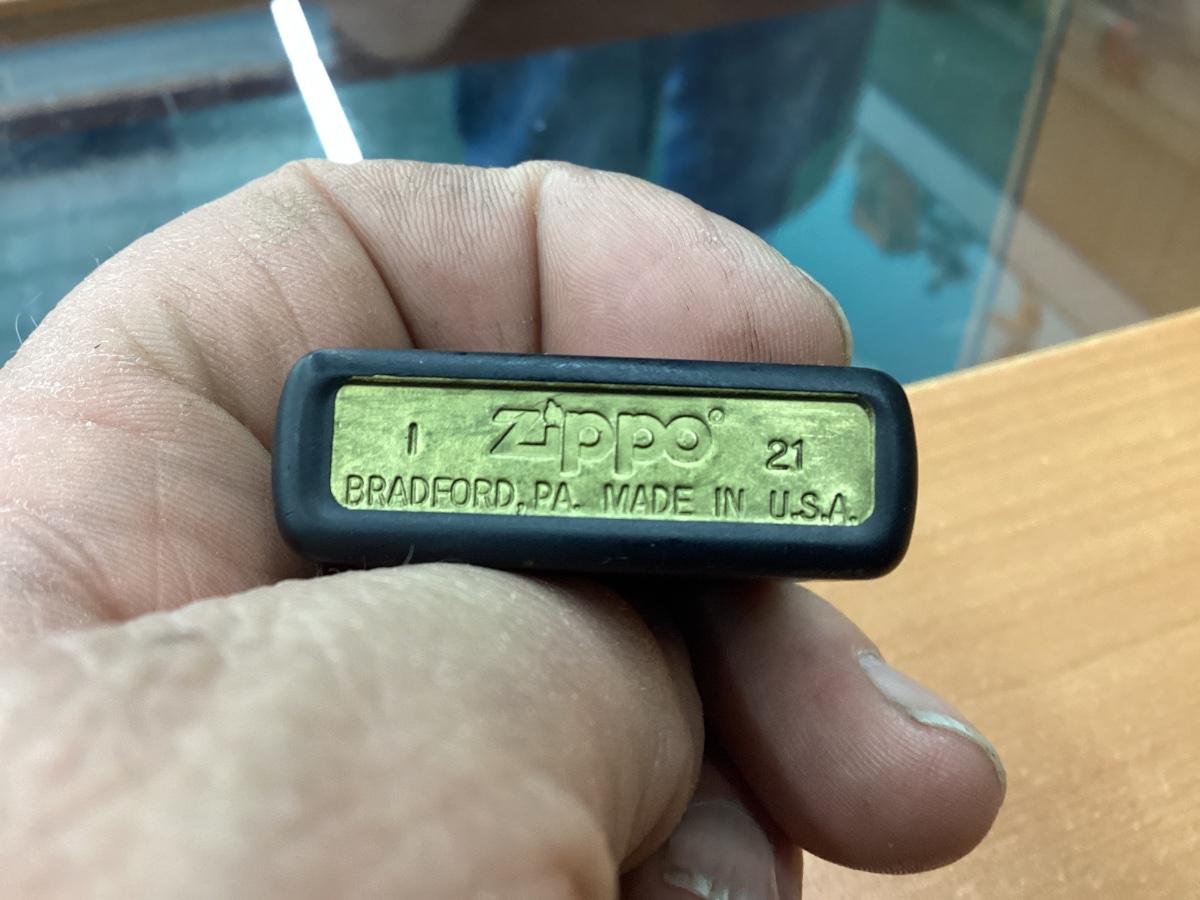 I Zippo® 21
BRADFORD, PA. MADE IN U.S.A.